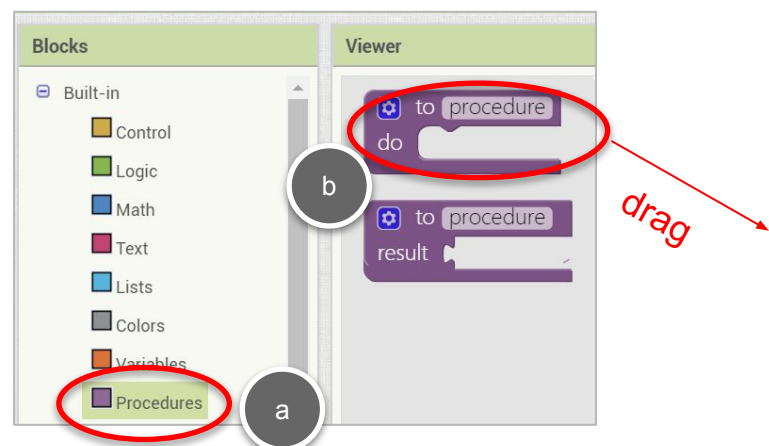 Blocks
Viewer
Built-in
Control
Logic
Math
Text
Lists
Colors
Variables
Procedures
to procedure
do
to procedure
result
a
b
drag